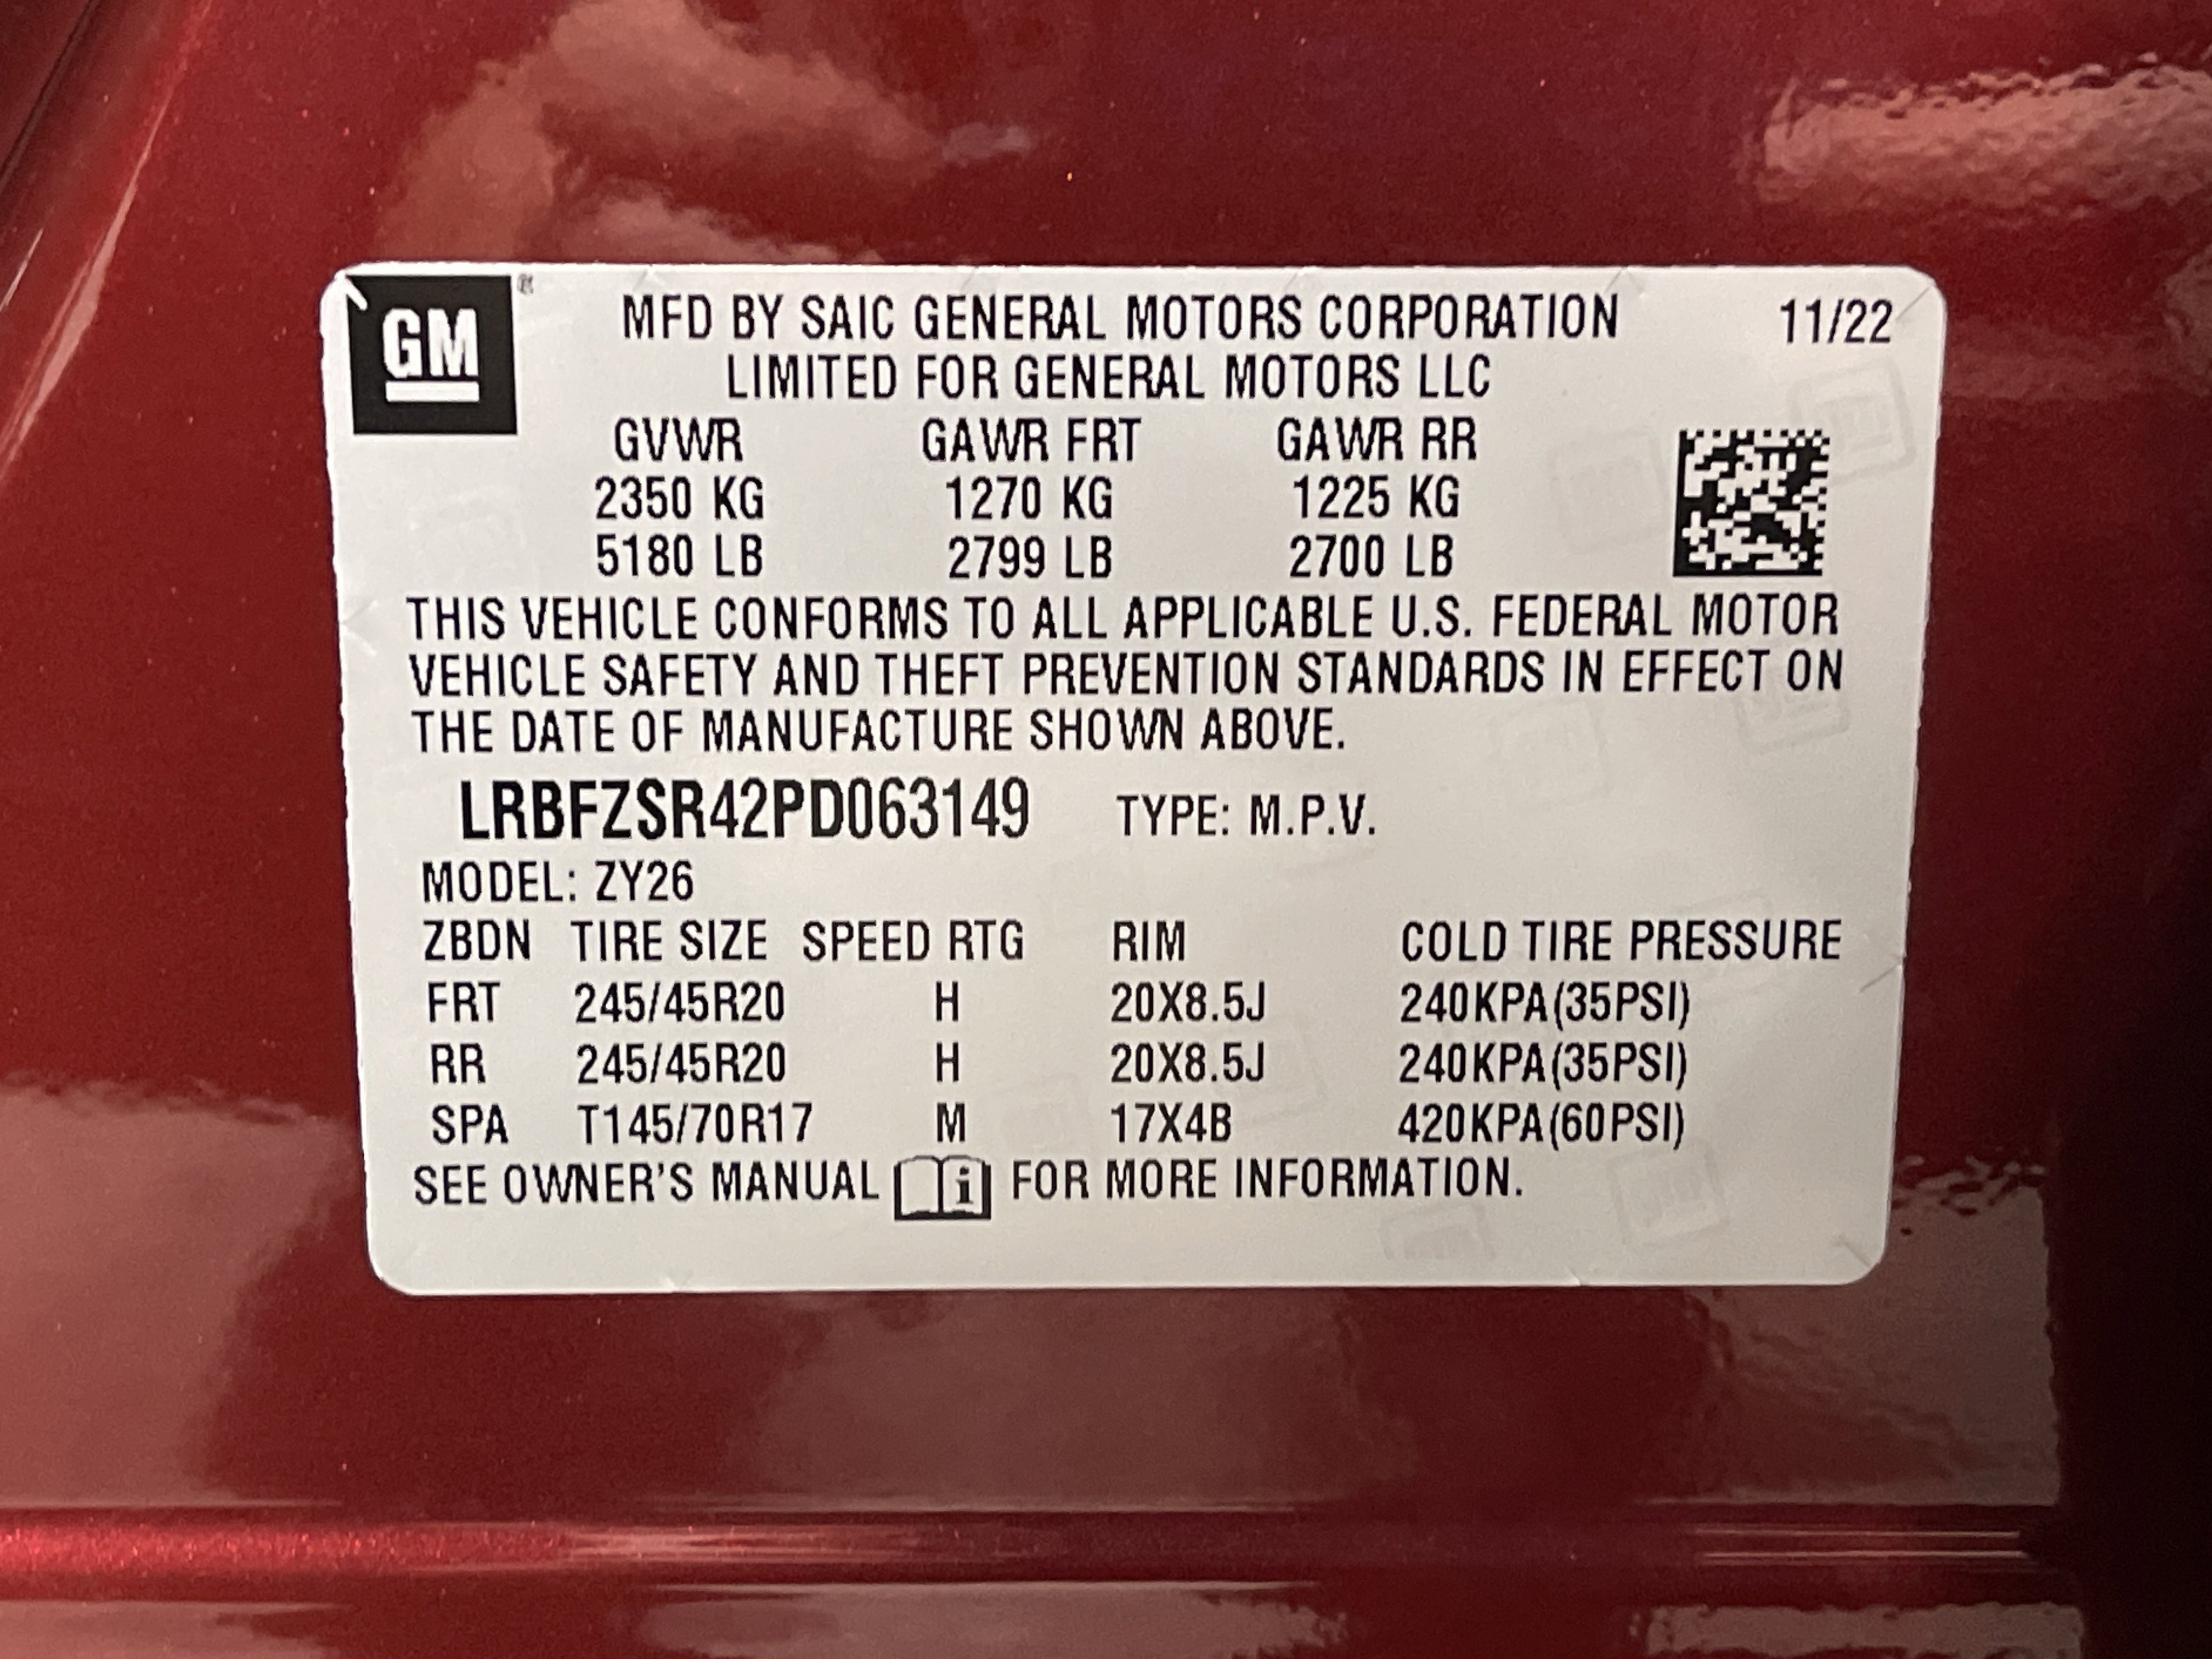 GM ®
MFD BY SAIC GENERAL MOTORS CORPORATION 11/22
LIMITED FOR GENERAL MOTORS LLC
GVWR GAWR FRT GAWR RR
2350 KG 1270 KG 1225 KG
5180 LB 2799 LB 2700 LB
THIS VEHICLE CONFORMS TO ALL APPLICABLE U.S. FEDERAL MOTOR
VEHICLE SAFETY AND THEFT PREVENTION STANDARDS IN EFFECT ON
THE DATE OF MANUFACTURE SHOWN ABOVE.
LRBFZSR42PD063149 TYPE: M.P.V.
MODEL: ZY26
ZBDN TIRE SIZE SPEED RTG RIM COLD TIRE PRESSURE
FRT 245/45R20 H 20X8.5J 240KPA(35PSI)
RR 245/45R20 H 20X8.5J 240KPA(35PSI)
SPA T145/70R17 M 17X4B 420KPA(60PSI)
SEE OWNER'S MANUAL i FOR MORE INFORMATION.